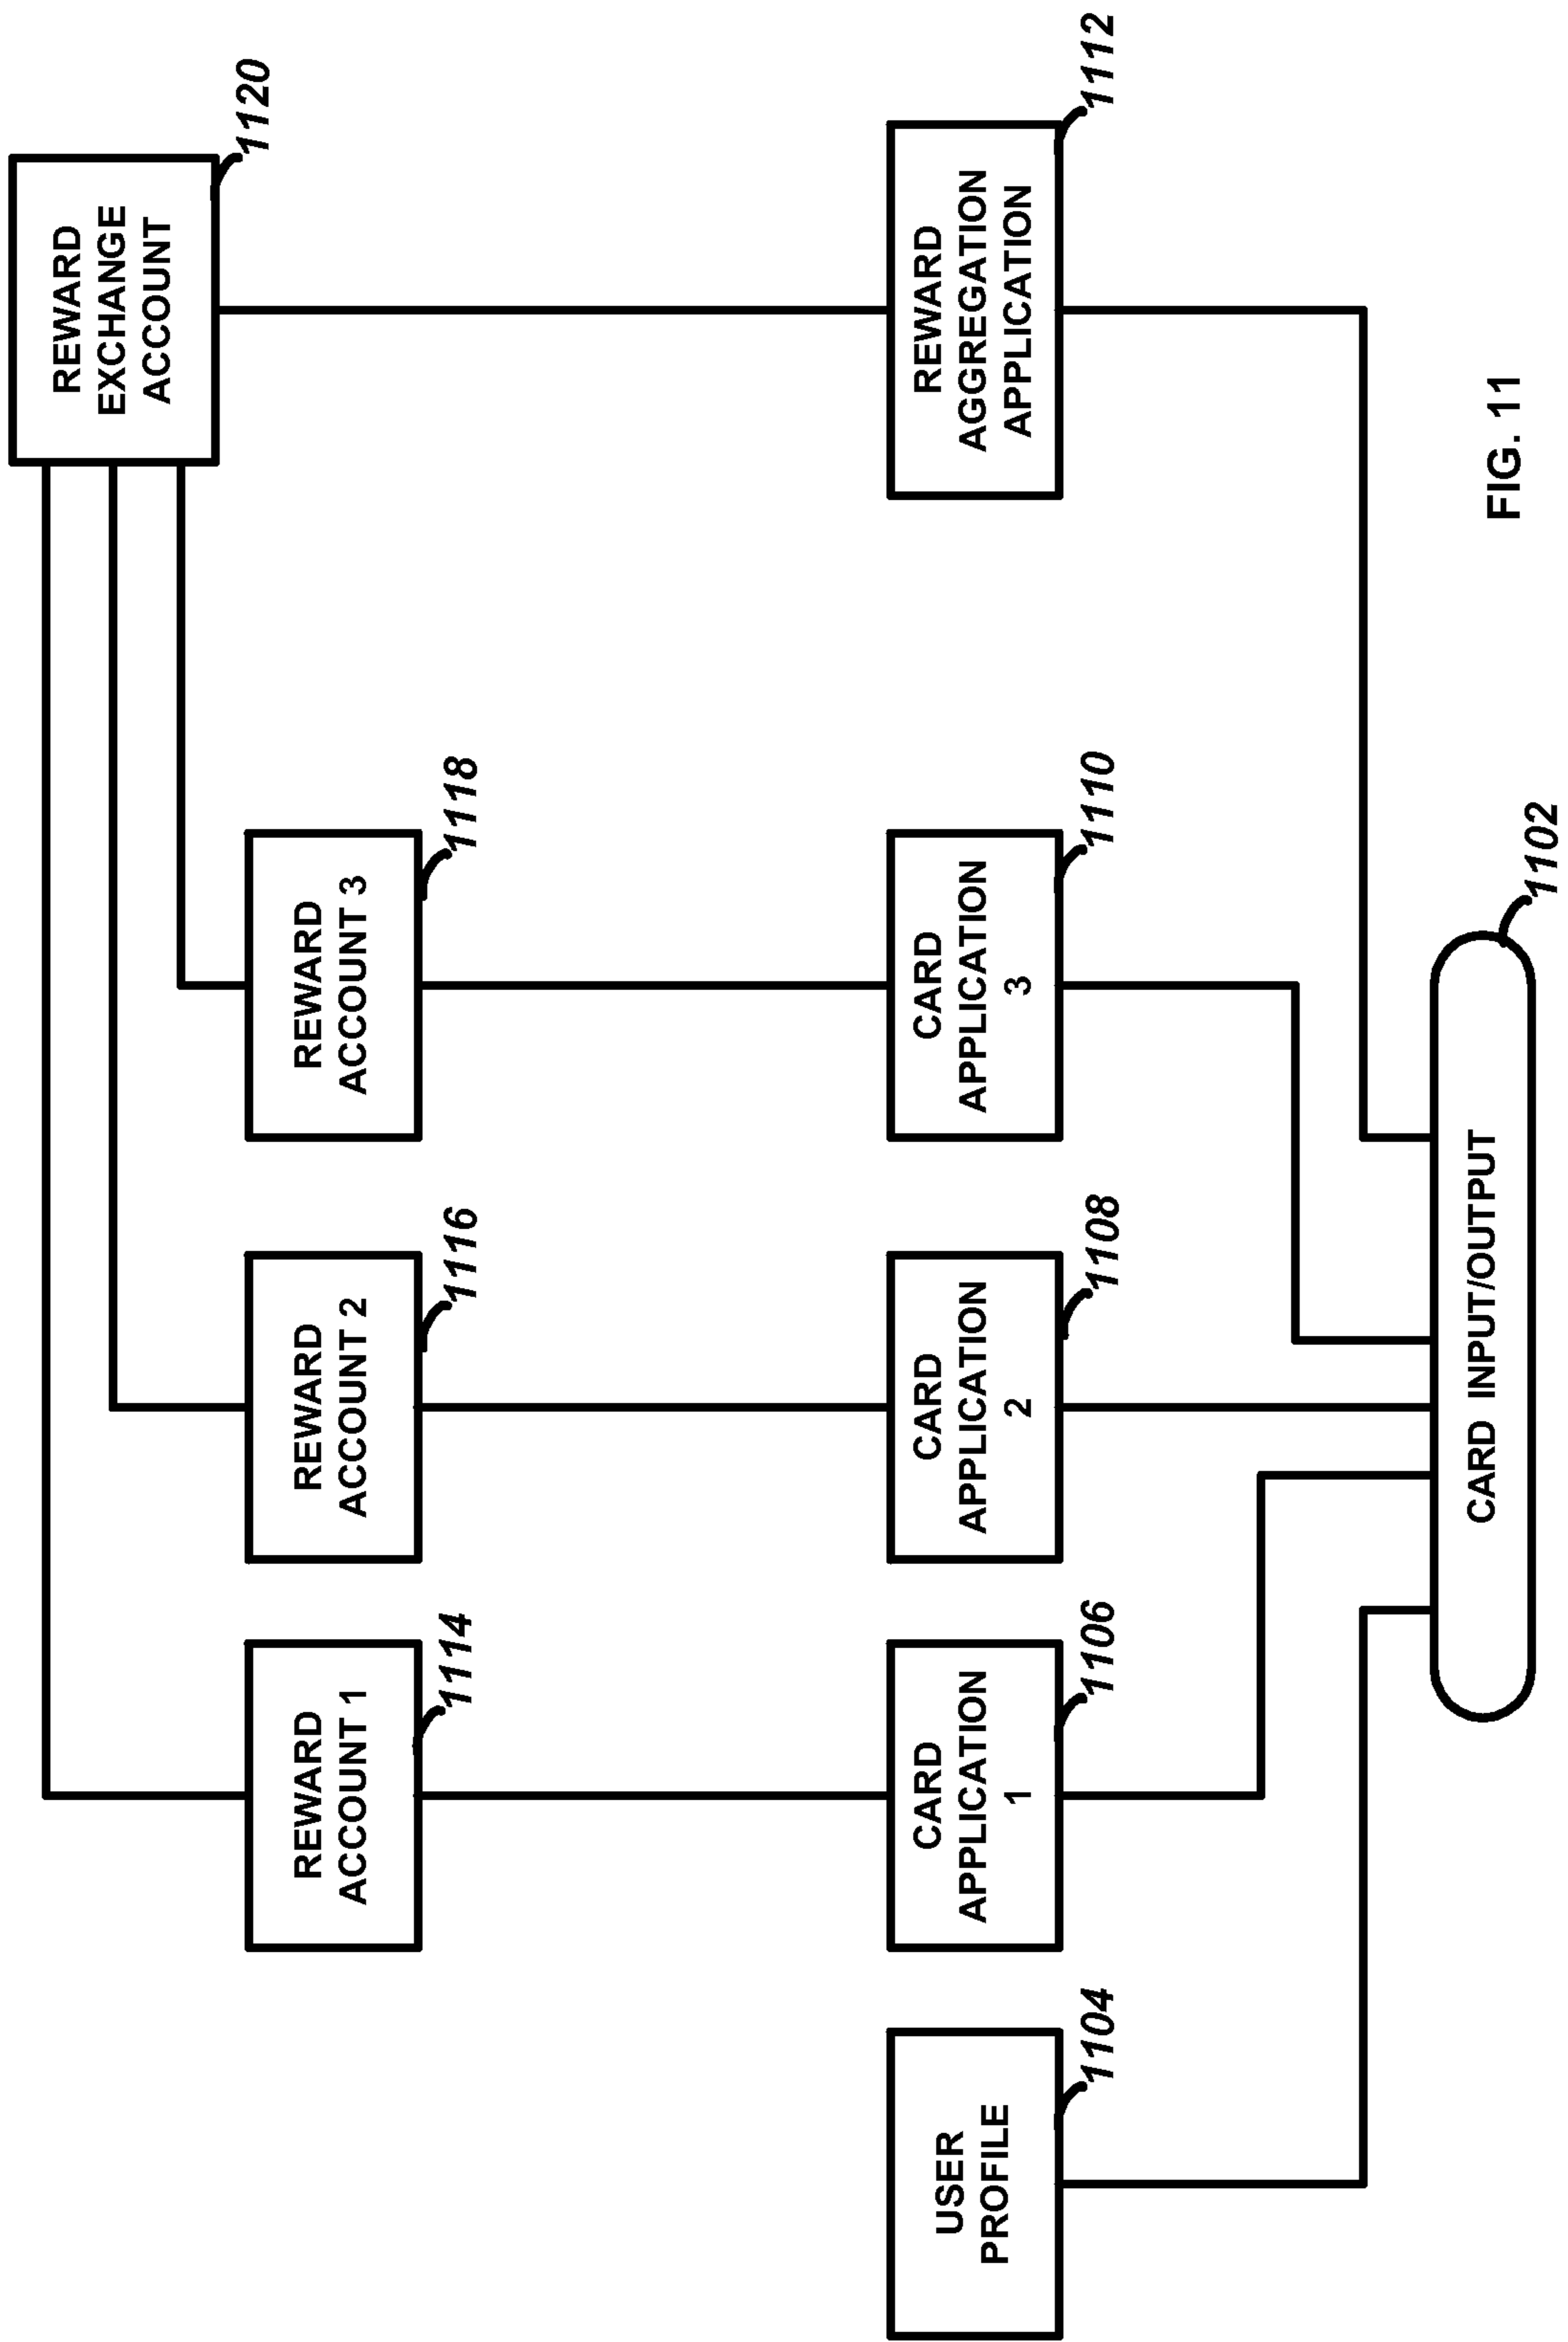 REWARD
EXCHANGE
ACCOUNT
1120
REWARD
ACCOUNT 1
1114
REWARD
ACCOUNT 2
1116
REWARD
ACCOUNT 3
1118
USER
PROFILE
1104
CARD
APPLICATION
1
1106
CARD
APPLICATION
2
1108
CARD
APPLICATION
3
1110
REWARD
AGGREGATION
APPLICATION
1112
CARD INPUT/OUTPUT
1102
FIG. 11